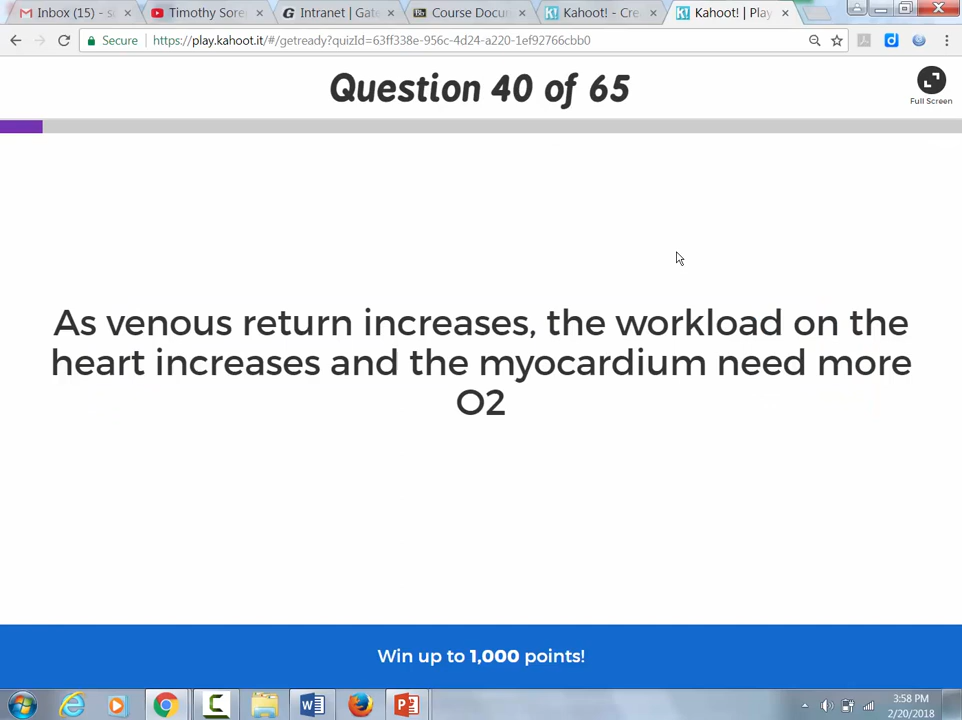 Inbox (15) - s
Timothy Sore
Intranet | Gate
Course Docu
Kahoot! - Cre
Kahoot! | Play
Secure
https://play.kahoot.it/#/getready?quizId=63ff338e-956c-4d24-a220-1ef92766cbb0
Question 40 of 65
Full Screen
As venous return increases, the workload on the
heart increases and the myocardium need more
O2
Win up to 1,000 points!
3:58 PM
2/20/2018